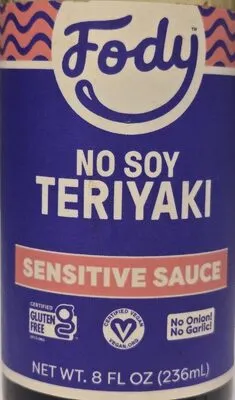 Fody™
NO SOY
TERIYAKI
SENSITIVE SAUCE
CERTIFIED
GLUTEN
FREE
CERTIFIED VEGAN
VEGAN.ORG
No Onion!
No Garlic!
NET WT. 8 FL OZ (236mL)